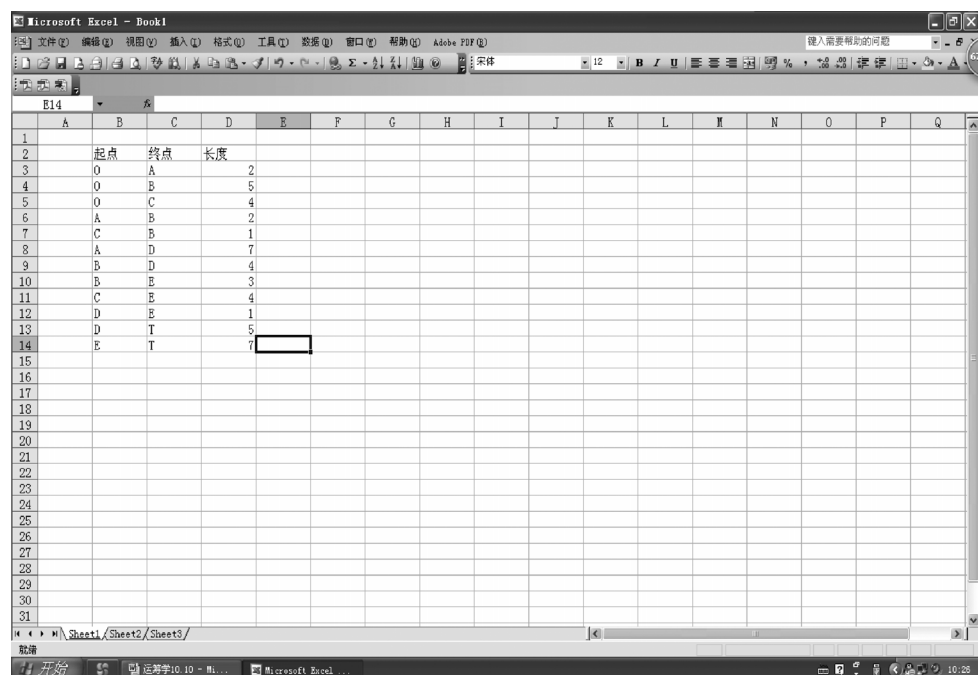 Microsoft Excel - Book1
文件(F) 编辑(E) 视图(V) 插入(I) 格式(O) 工具(T) 数据(D) 窗口(W) 帮助(H) Adobe PDF(B) 键入需要帮助的问题
宋体 12 B I U
E14 fx
A B C D E F G H I J K L M N O P Q
1
2 起点 终点 长度
3 O A 2
4 O B 5
5 O C 4
6 A B 2
7 C B 1
8 A D 7
9 B D 4
10 B E 3
11 C E 4
12 D E 1
13 D T 5
14 E T 7
15
16
17
18
19
20
21
22
23
24
25
26
27
28
29
30
31
Sheet1 Sheet2 Sheet3
就绪
开始 运筹学10.10 - Mi... Microsoft Excel ... 10:28